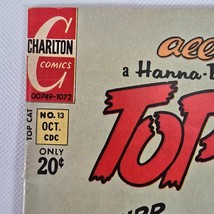 CHARLTON
COMICS
00749-1072
TOP CAT
NO.13
OCT.
CDC
ONLY
20¢
a Hanna-
TOP